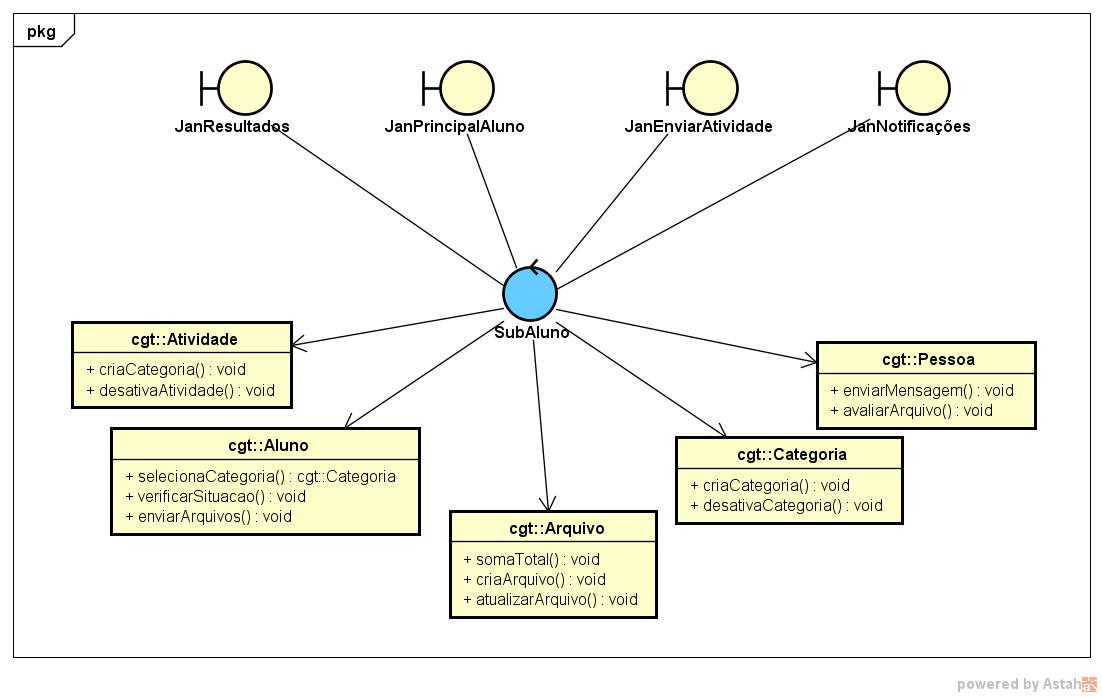 pkg
JanResultados
JanPrincipalAluno
JanEnviarAtividade
JanNotificações
SubAluno
cgt::Atividade
+ criaCategoria() : void
+ desativaAtividade() : void
cgt::Pessoa
+ enviarMensagem() : void
+ avaliarArquivo() : void
cgt::Aluno
+ selecionaCategoria() : cgt::Categoria
+ verificarSituacao() : void
+ enviarArquivos() : void
cgt::Categoria
+ criaCategoria() : void
+ desativaCategoria() : void
cgt::Arquivo
+ somaTotal() : void
+ criaArquivo() : void
+ atualizarArquivo() : void
powered by Astah